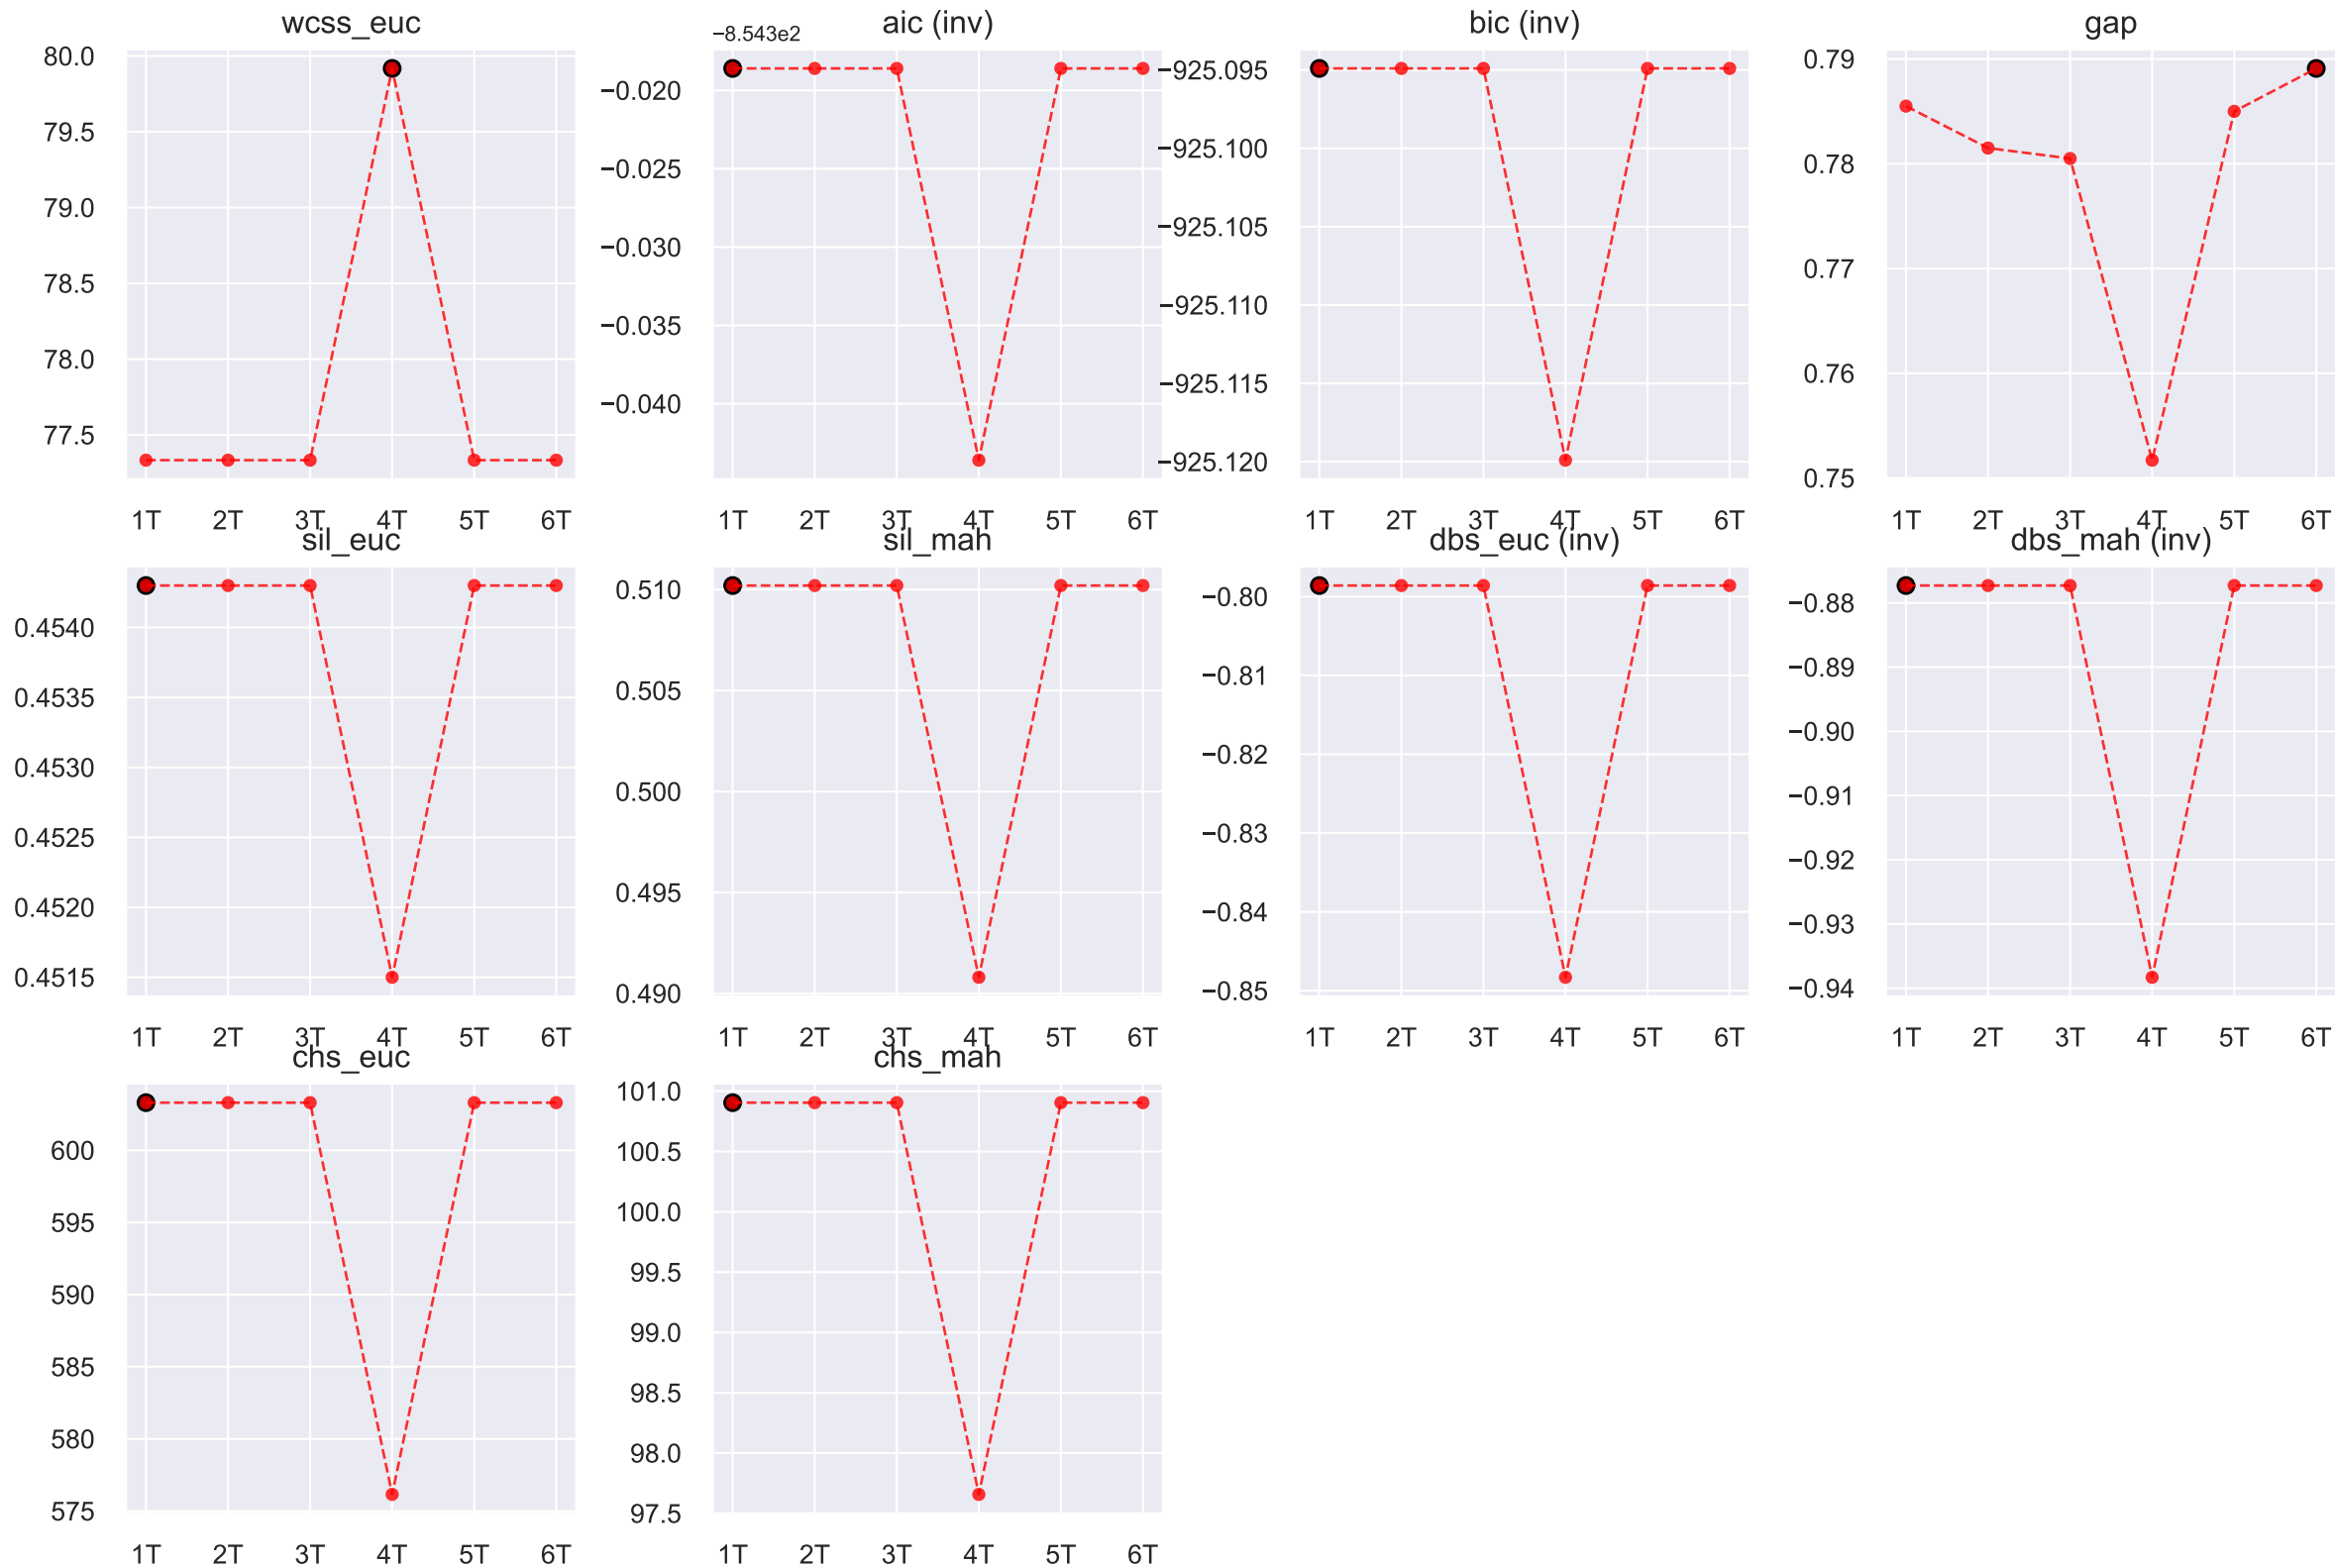 wcss_euc
80.0
79.5
79.0
78.5
78.0
77.5
1T 2T 3T 4T 5T 6T
aic (inv)
−8.543e2
−0.020
−0.025
−0.030
−0.035
−0.040
1T 2T 3T 4T 5T 6T
bic (inv)
−925.095
−925.100
−925.105
−925.110
−925.115
−925.120
1T 2T 3T 4T 5T 6T
gap
0.79
0.78
0.77
0.76
0.75
1T 2T 3T 4T 5T 6T
sil_euc
0.4540
0.4535
0.4530
0.4525
0.4520
0.4515
1T 2T 3T 4T 5T 6T
sil_mah
0.510
0.505
0.500
0.495
0.490
1T 2T 3T 4T 5T 6T
dbs_euc (inv)
−0.80
−0.81
−0.82
−0.83
−0.84
−0.85
1T 2T 3T 4T 5T 6T
dbs_mah (inv)
−0.88
−0.89
−0.90
−0.91
−0.92
−0.93
−0.94
1T 2T 3T 4T 5T 6T
chs_euc
600
595
590
585
580
575
1T 2T 3T 4T 5T 6T
chs_mah
101.0
100.5
100.0
99.5
99.0
98.5
98.0
97.5
1T 2T 3T 4T 5T 6T